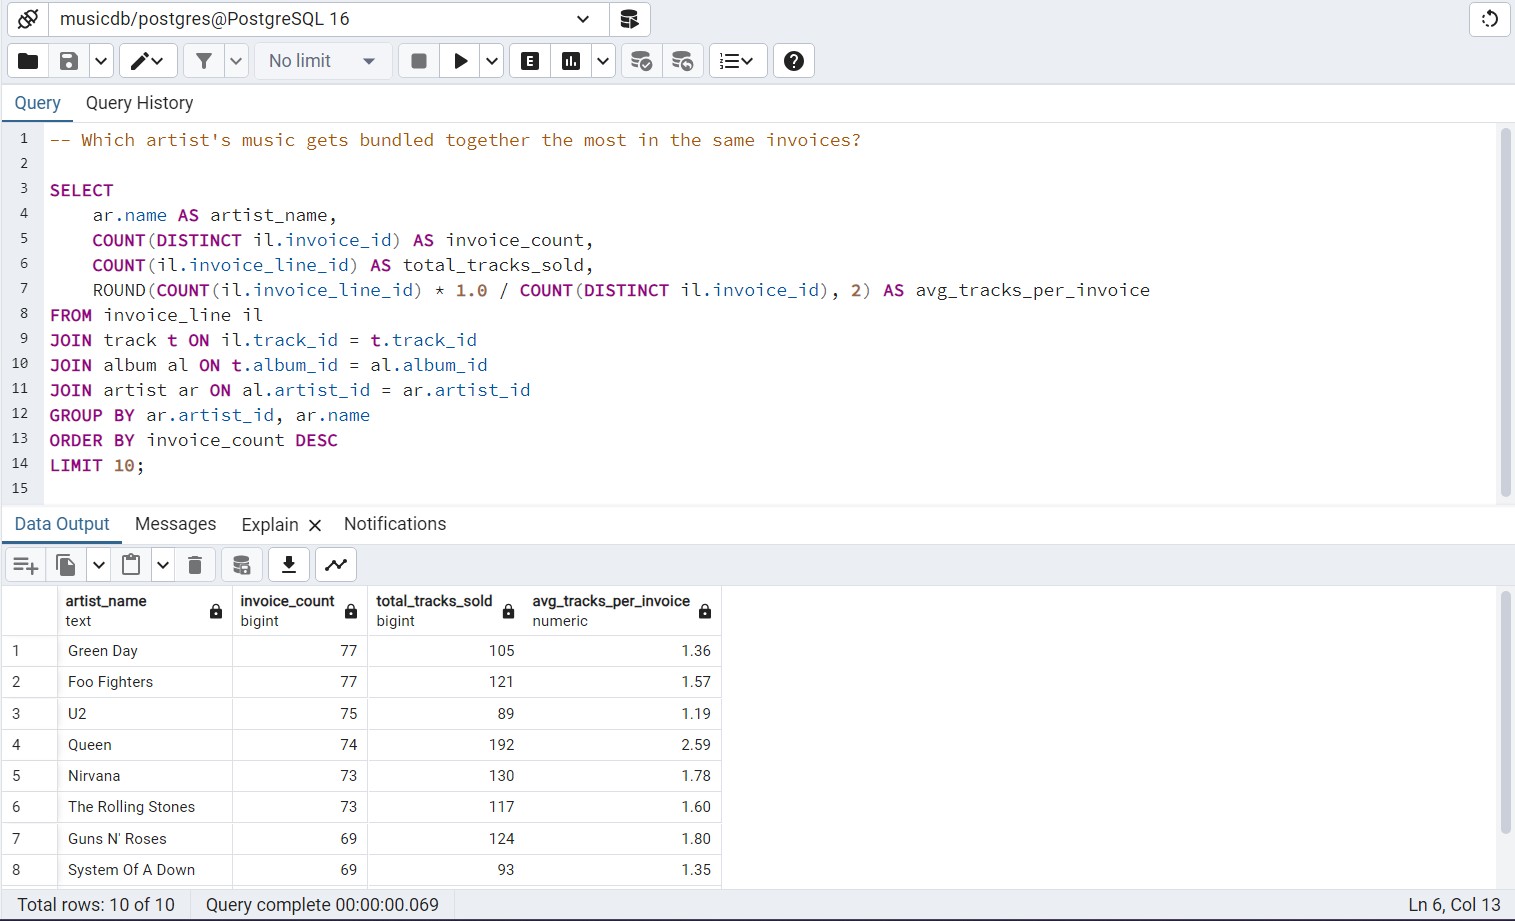 musicdb/postgres@PostgreSQL 16
No limit
E
Query Query History
1 -- Which artist's music gets bundled together the most in the same invoices?
2
3 SELECT
4 ar.name AS artist_name,
5 COUNT(DISTINCT il.invoice_id) AS invoice_count,
6 COUNT(il.invoice_line_id) AS total_tracks_sold,
7 ROUND(COUNT(il.invoice_line_id) * 1.0 / COUNT(DISTINCT il.invoice_id), 2) AS avg_tracks_per_invoice
8 FROM invoice_line il
9 JOIN track t ON il.track_id = t.track_id
10 JOIN album al ON t.album_id = al.album_id
11 JOIN artist ar ON al.artist_id = ar.artist_id
12 GROUP BY ar.artist_id, ar.name
13 ORDER BY invoice_count DESC
14 LIMIT 10;
15
Data Output Messages Explain Notifications
artist_name invoice_count total_tracks_sold avg_tracks_per_invoice
text bigint bigint numeric
1 Green Day 77 105 1.36
2 Foo Fighters 77 121 1.57
3 U2 75 89 1.19
4 Queen 74 192 2.59
5 Nirvana 73 130 1.78
6 The Rolling Stones 73 117 1.60
7 Guns N' Roses 69 124 1.80
8 System Of A Down 69 93 1.35
Total rows: 10 of 10 Query complete 00:00:00.069 Ln 6, Col 13